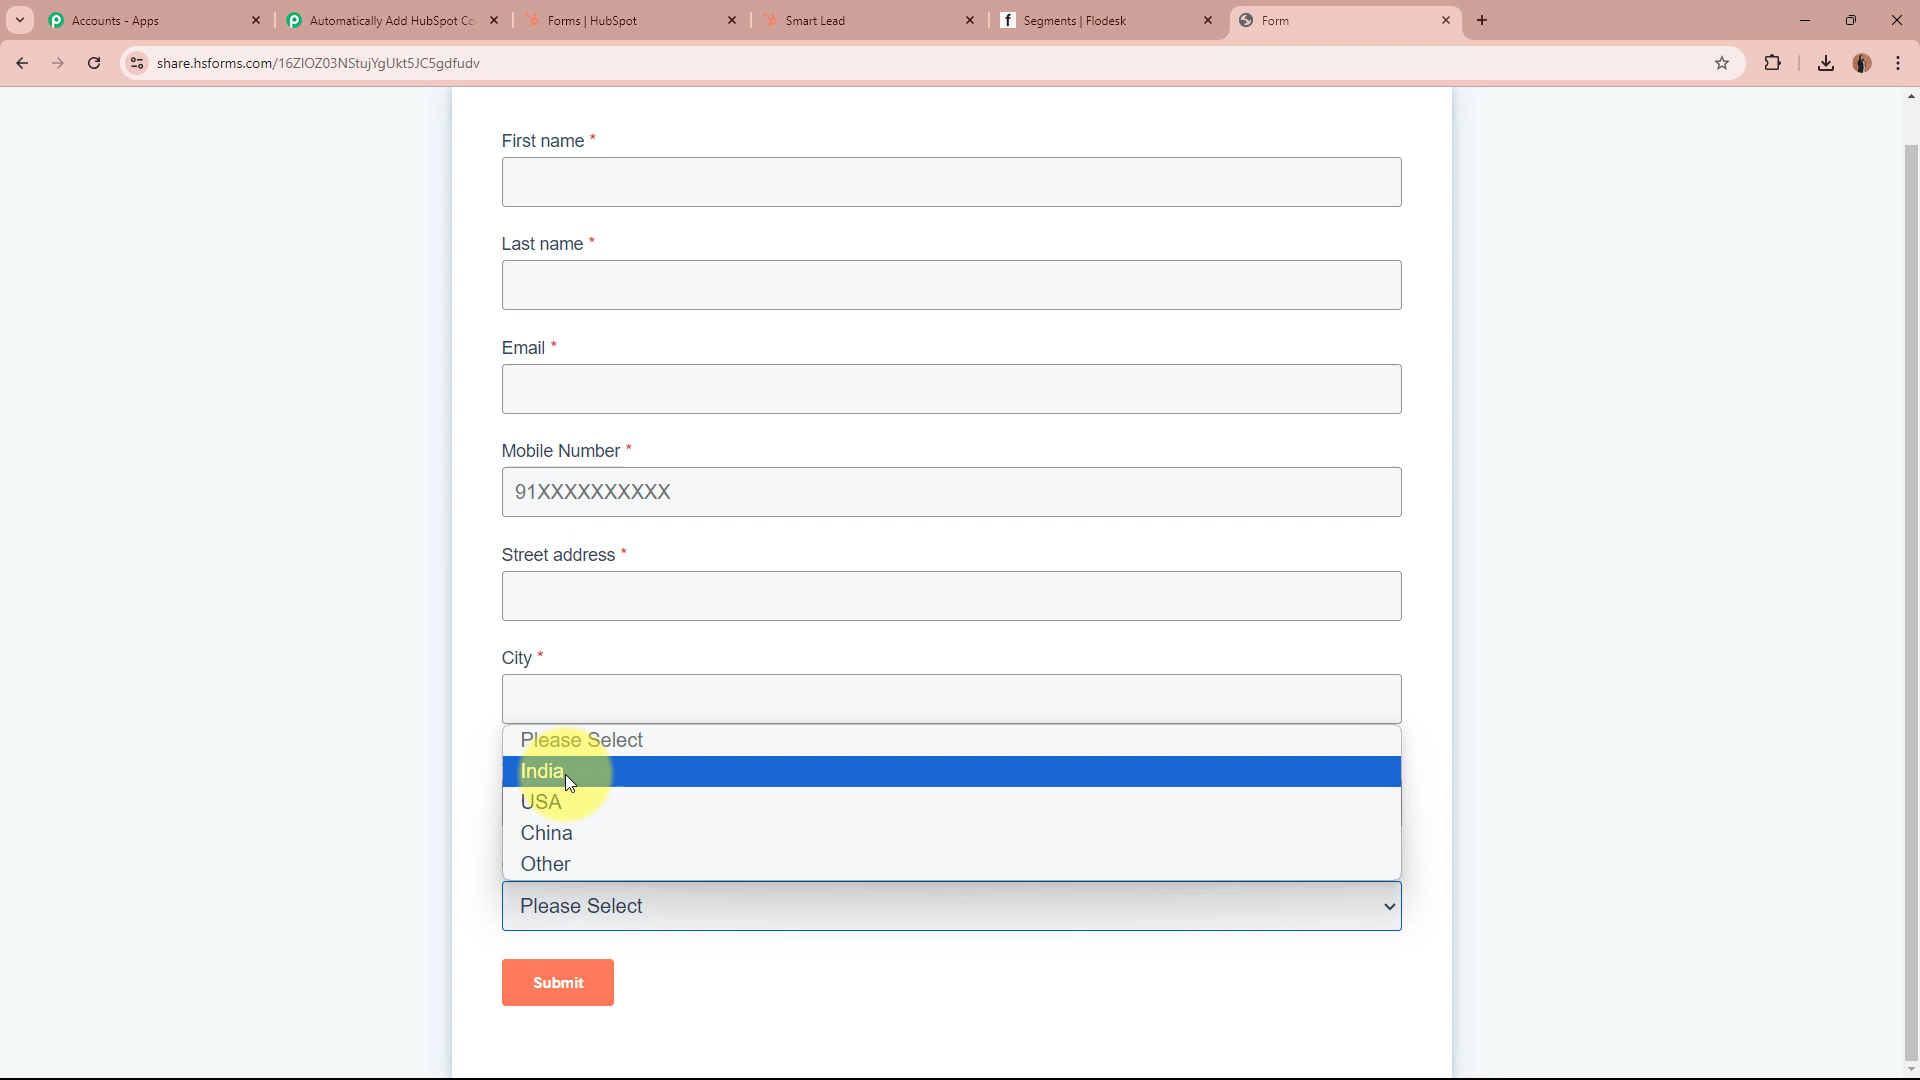 Accounts - Apps
Automatically Add HubSpot Co
Forms | HubSpot
Smart Lead
f Segments | Flodesk
Form
share.hsforms.com/16ZIOZ03NStujYgUkt5JC5gdfudv
First name *
Last name *
Email *
Mobile Number *
91XXXXXXXXXX
Street address *
City *
Please Select
India
USA
China
Other
Please Select
Submit